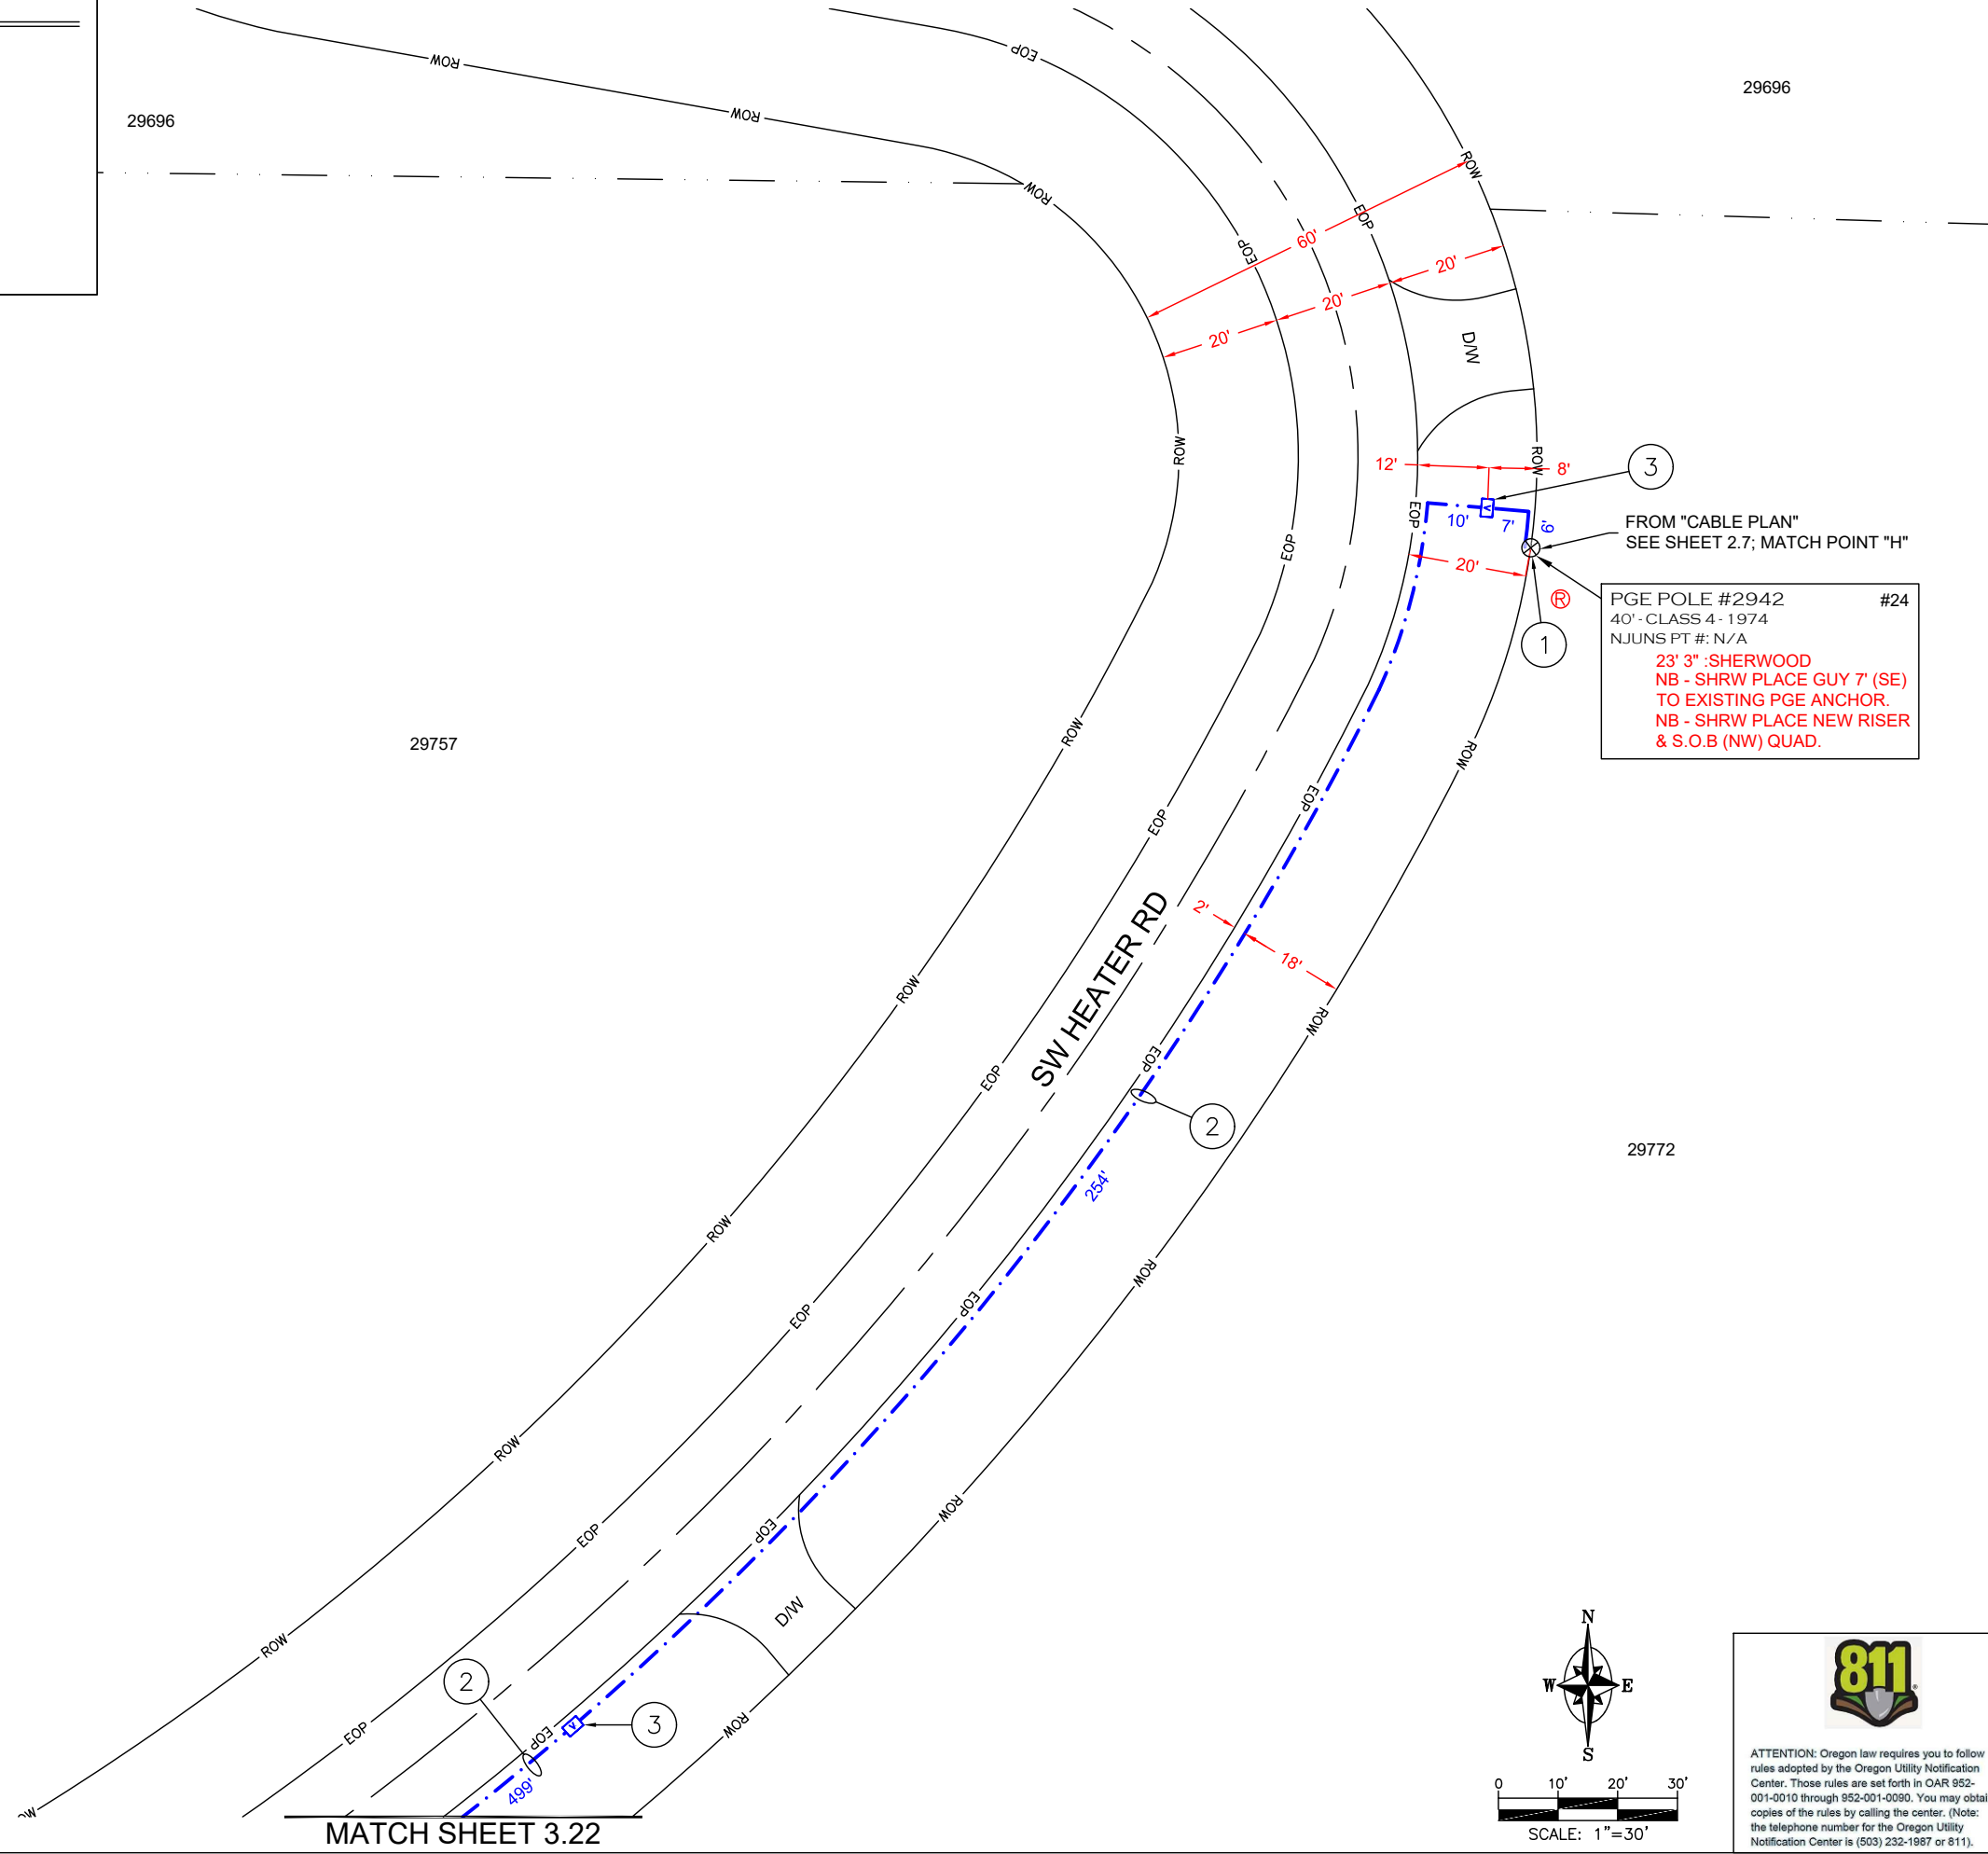 ROW
ROW
EOP
29696
29696
ROW
ROW
EOP
EOP
60'
20'
20'
20'
D/W
ROW
ROW
12'
8'
3
EOP
10'
7'
9'
FROM "CABLE PLAN"
SEE SHEET 2.7; MATCH POINT "H"
EOP
20'
R
1
PGE POLE #2942 #24
40' - CLASS 4 - 1974
NJUNS PT #: N/A
23' 3" :SHERWOOD
NB - SHRW PLACE GUY 7' (SE)
TO EXISTING PGE ANCHOR.
NB - SHRW PLACE NEW RISER
& S.O.B (NW) QUAD.
29757
ROW
ROW
EOP
EOP
2'
18'
SW HEATER RD
ROW
ROW
EOP
EOP
2
29772
254'
ROW
ROW
EOP
EOP
ROW
ROW
EOP
EOP
D/W
ROW
2
3
ROW
EOP
EOP
499'
OW
MATCH SHEET 3.22
N
W E
S
0 10' 20' 30'
SCALE: 1"=30'
811
ATTENTION: Oregon law requires you to follow
rules adopted by the Oregon Utility Notification
Center. Those rules are set forth in OAR 952-
001-0010 through 952-001-0090. You may obtai
copies of the rules by calling the center. (Note:
the telephone number for the Oregon Utility
Notification Center is (503) 232-1987 or 811).